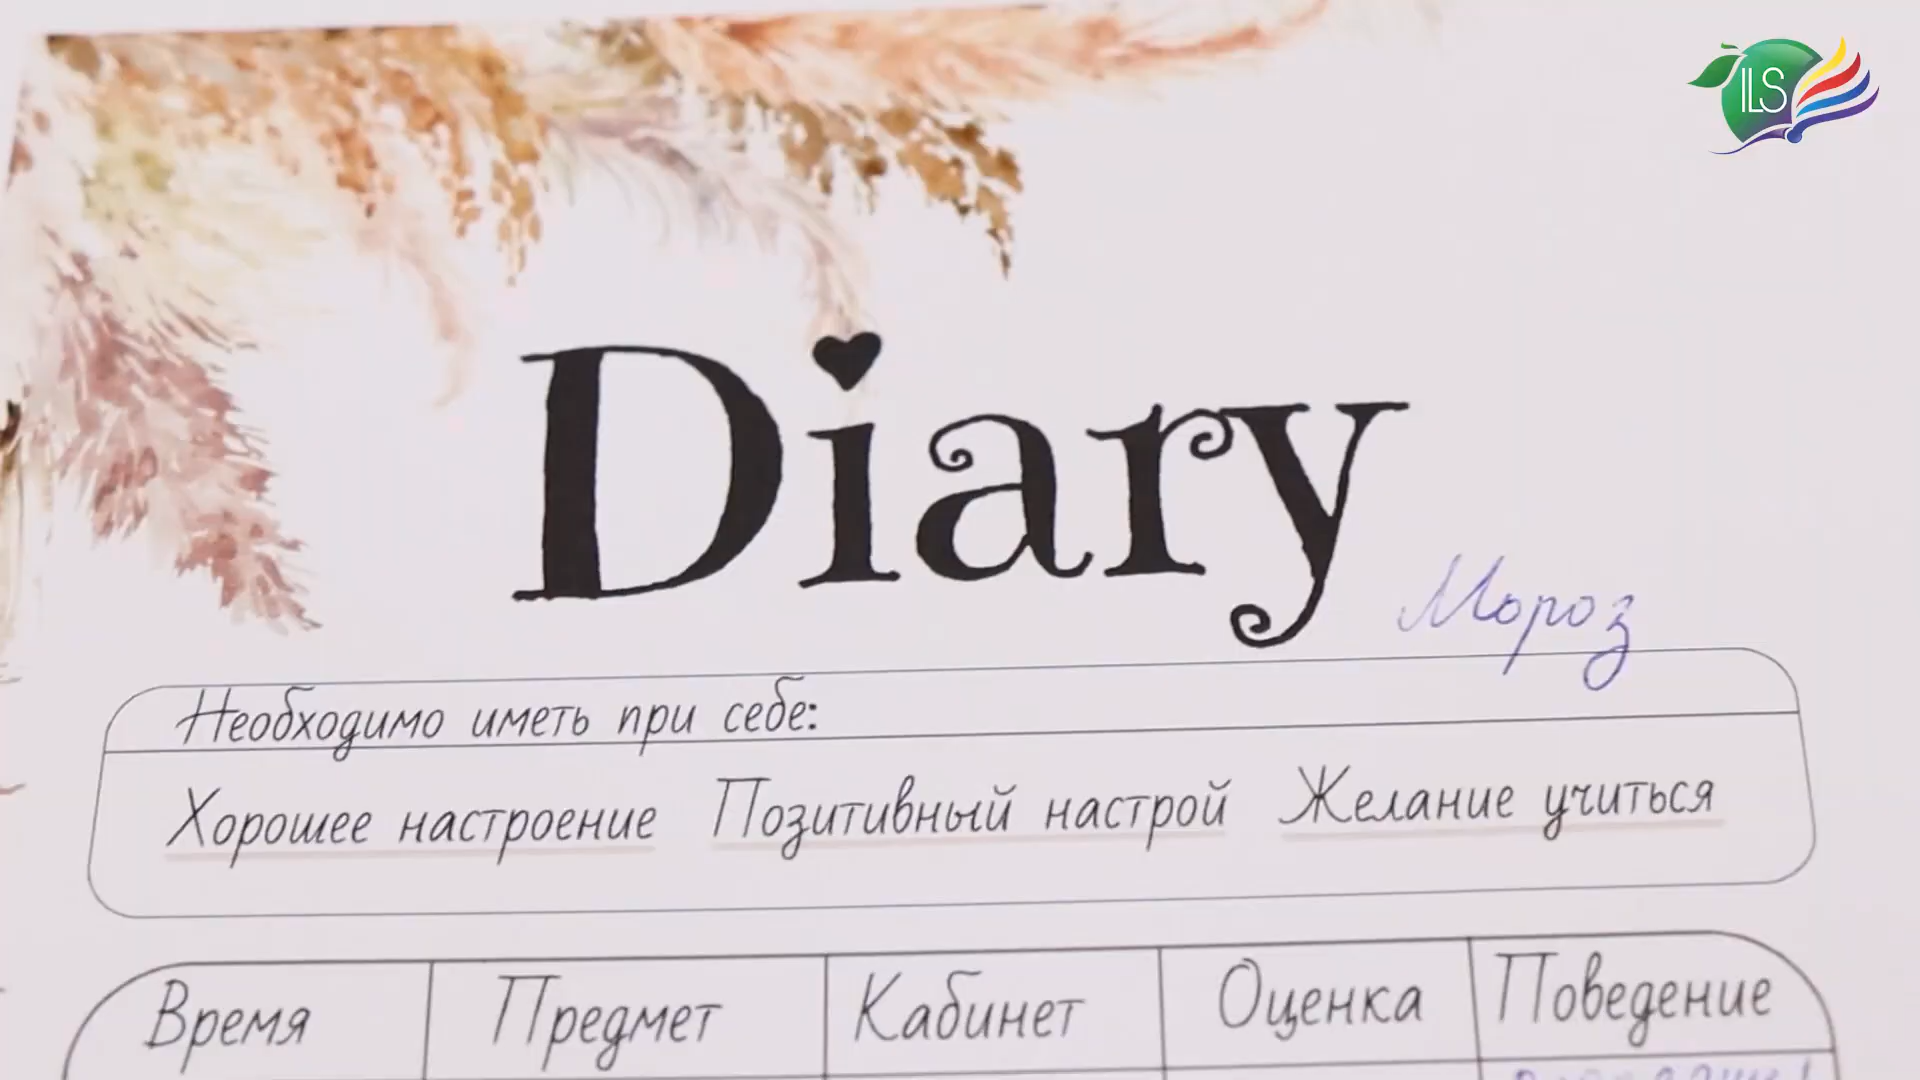 ILS
Diary
Мороз
Необходимо иметь при себе:
Хорошее настроение Позитивный настрой Желание учиться
Время Предмет Кабинет Оценка Поведение